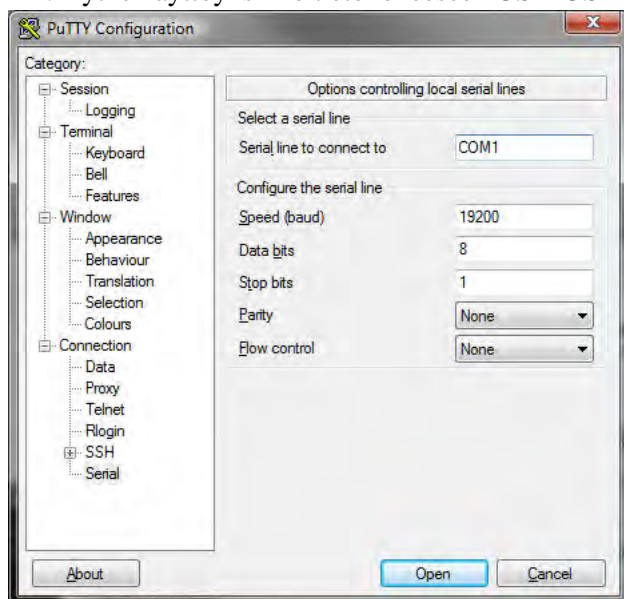 PuTTY Configuration
Category:
Session
Logging
Terminal
Keyboard
Bell
Features
Window
Appearance
Behaviour
Translation
Selection
Colours
Connection
Data
Proxy
Telnet
Rlogin
SSH
Serial
Options controlling local serial lines
Select a serial line
Serial line to connect to COM1
Configure the serial line
Speed (baud) 19200
Data bits 8
Stop bits 1
Parity None
Flow control None
About Open Cancel